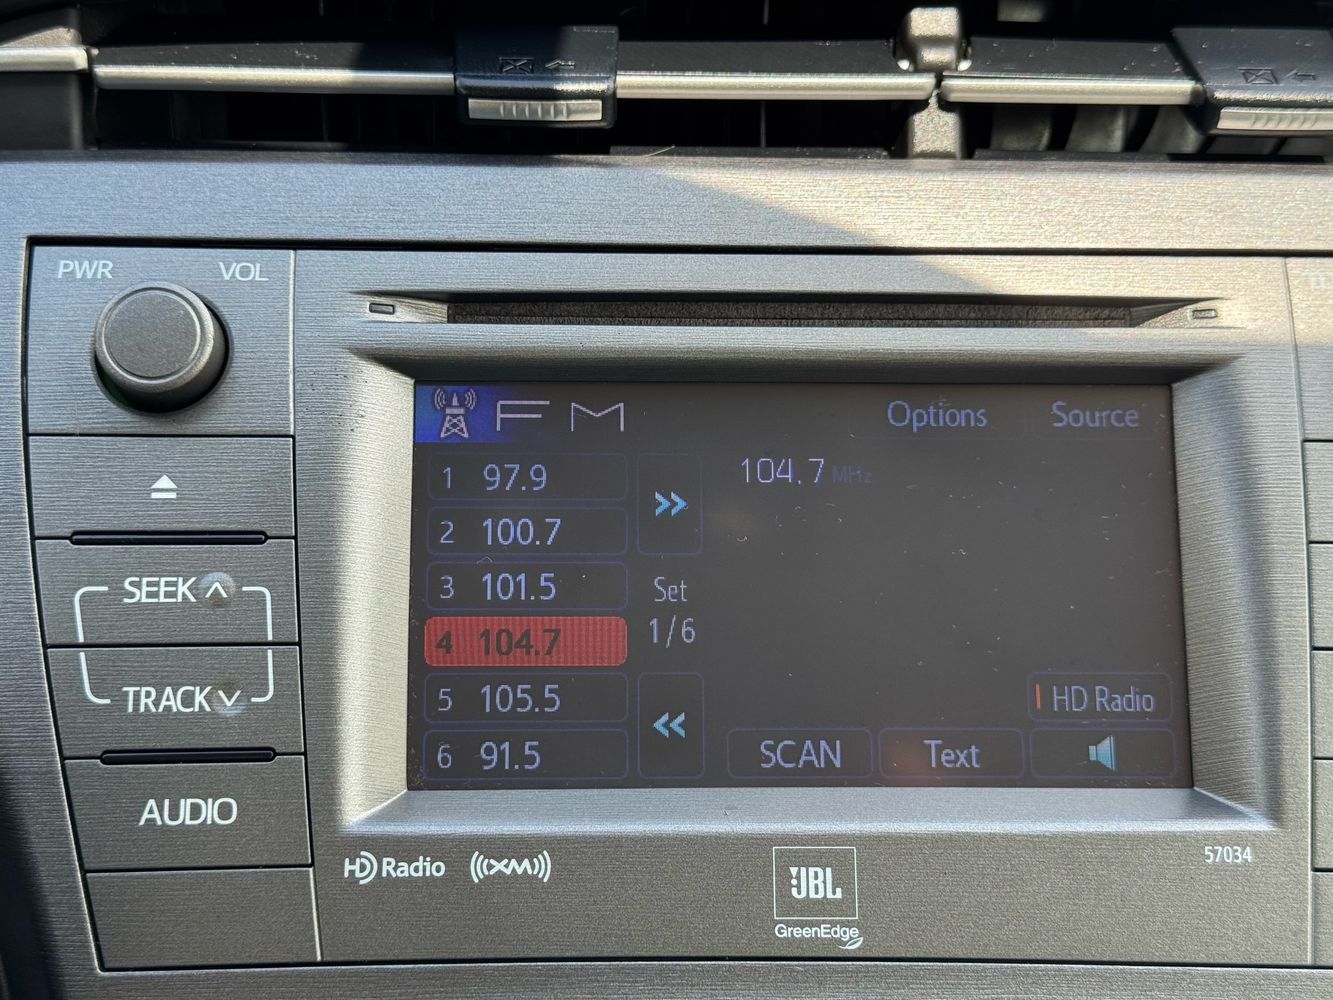 PWR VOL
FM Options Source
1 97.9
104.7 MHz
2 100.7
3 101.5
Set
1/6
4 104.7
5 105.5
HD Radio
6 91.5
SCAN Text
SEEK
TRACK
AUDIO
HD Radio ((XM))
JBL
GreenEdge
57034